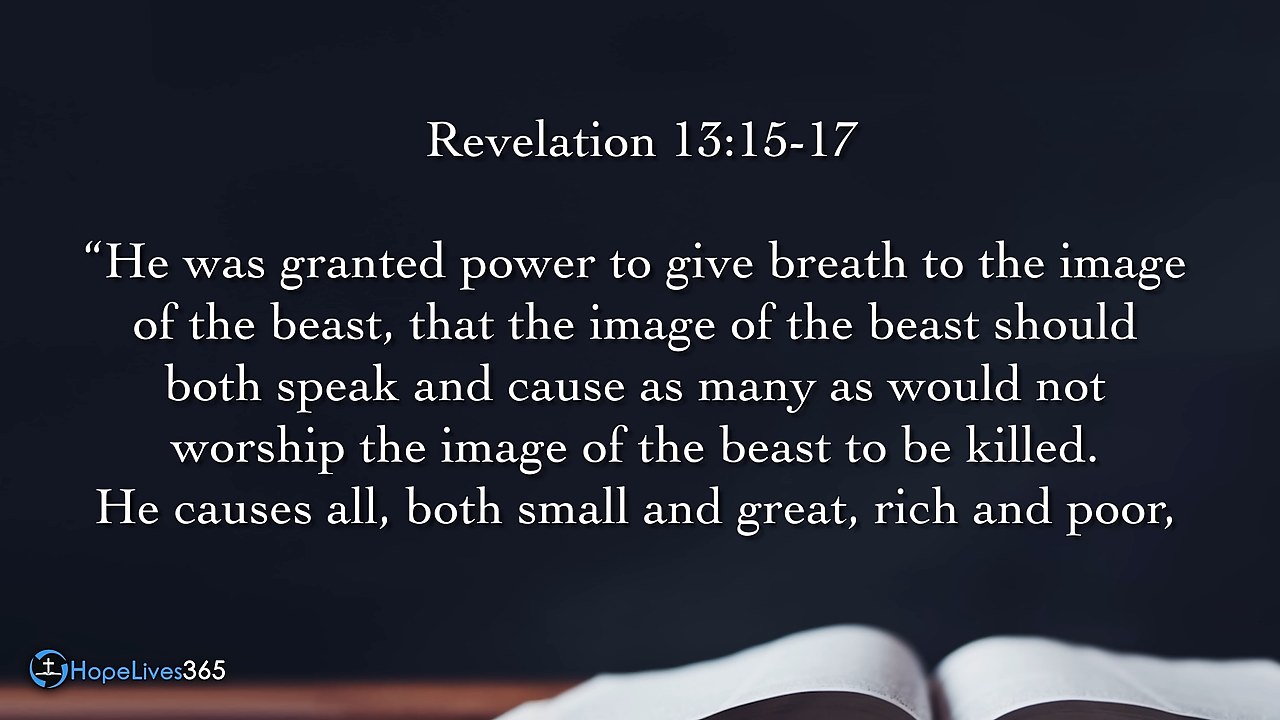 Revelation 13:15-17
“He was granted power to give breath to the image
of the beast, that the image of the beast should
both speak and cause as many as would not
worship the image of the beast to be killed.
He causes all, both small and great, rich and poor,
HopeLives365